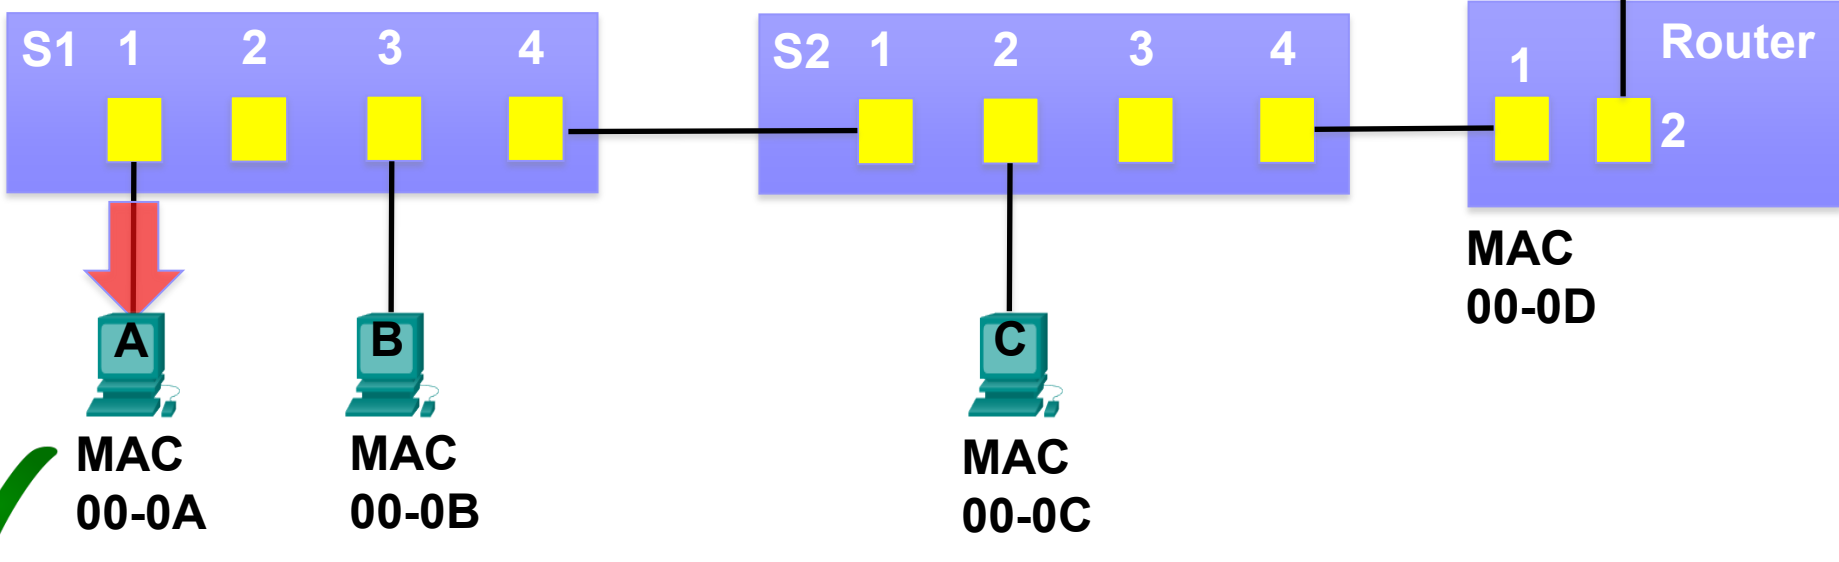 S1 1 2 3 4
S2 1 2 3 4
1 Router
2
A
B
C
MAC
00-0A
MAC
00-0B
MAC
00-0C
MAC
00-0D